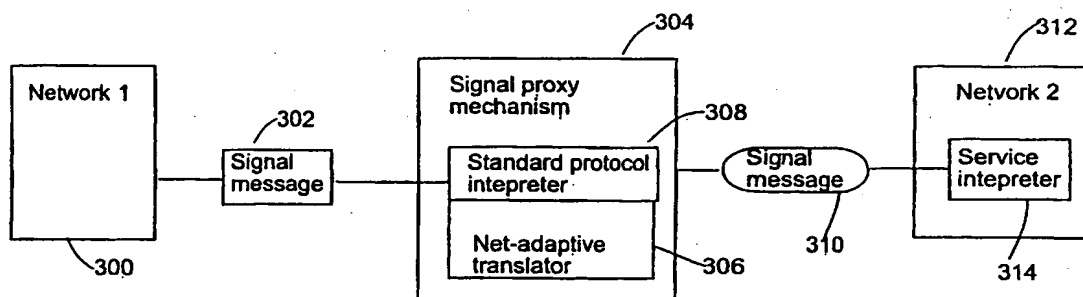 304
312
Network 1
Signal proxy
mechanism
Network 2
302
308
Signal
message
Standard protocol
intepreter
Signal
message
Service
intepreter
Net-adaptive
translator
300
306
310
314